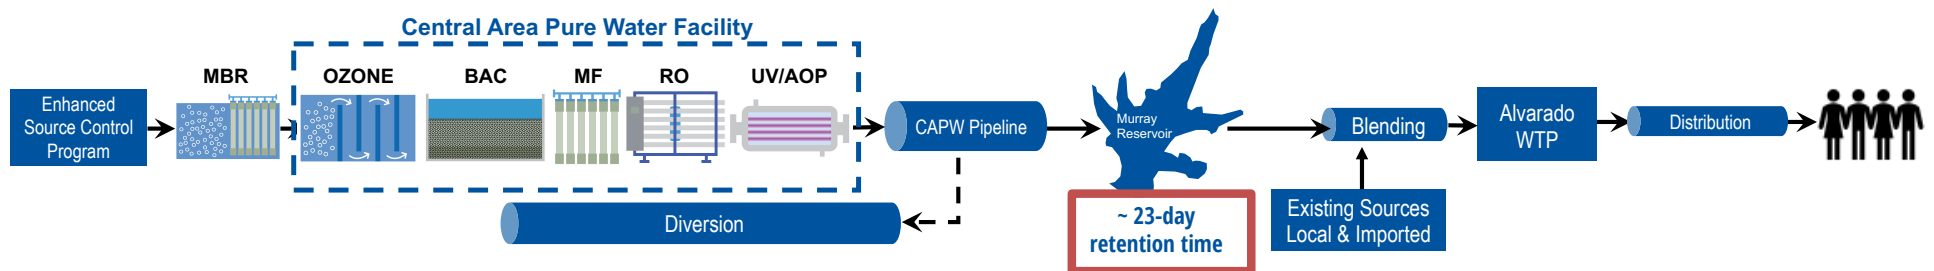 Central Area Pure Water Facility
Enhanced
Source Control
Program
MBR
OZONE
BAC
MF
RO
UV/AOP
CAPW Pipeline
Diversion
Murray
Reservoir
~ 23-day
retention time
Blending
Existing Sources
Local & Imported
Alvarado
WTP
Distribution